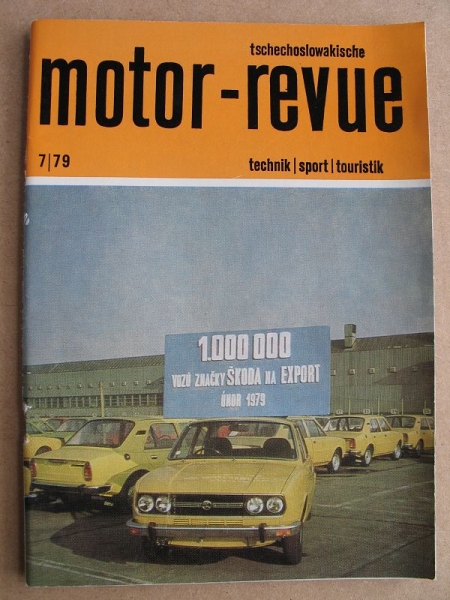 tschechoslowakische
motor-revue
7|79
technik|sport|touristik
1.000 000
VOZŮ ZNAČKY ŠKODA NA EXPORT
ÚNOR 1979